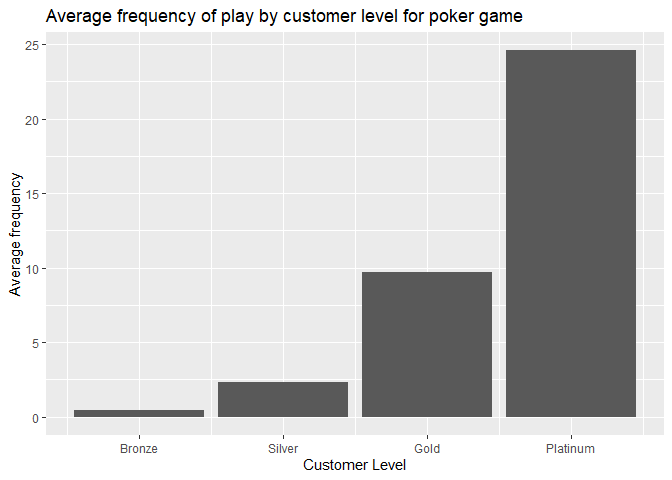 Average frequency of play by customer level for poker game
25
20
15
10
5
0
Average frequency
Bronze Silver Gold Platinum
Customer Level